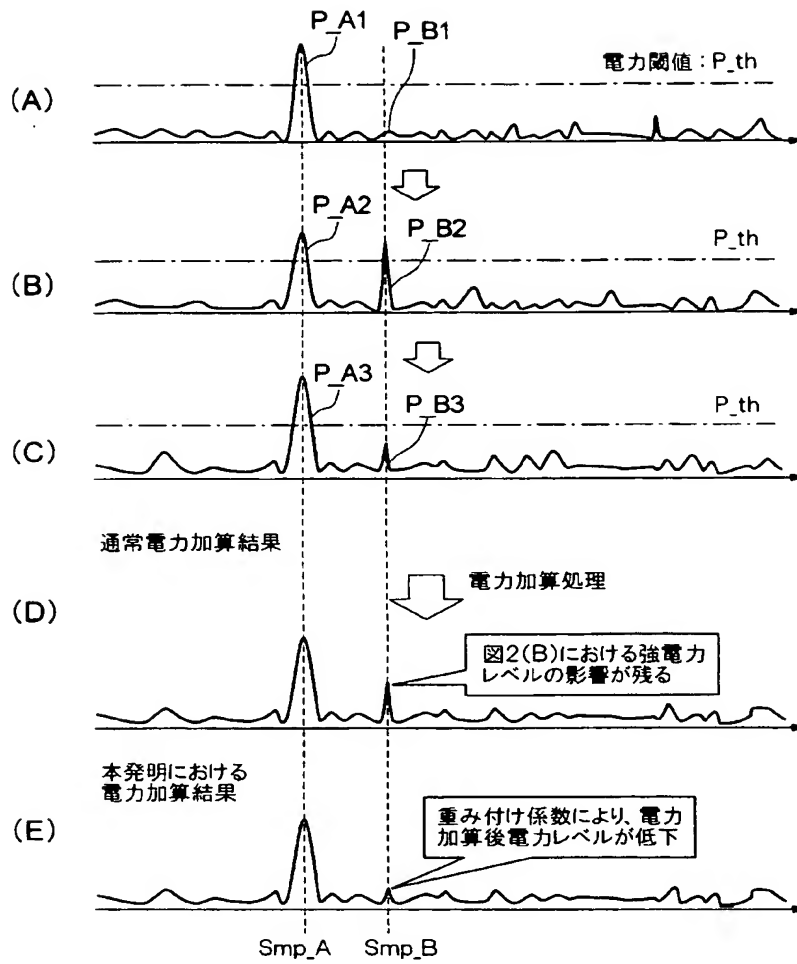 P_A1
P_B1
電力閾値：P_th
(A)
P_A2
P_B2
P_th
(B)
P_A3
P_B3
P_th
(C)
通常電力加算結果
電力加算処理
(D)
図2(B)における強電力
レベルの影響が残る
本発明における
電力加算結果
(E)
重み付け係数により、電力
加算後電力レベルが低下
Smp_A
Smp_B